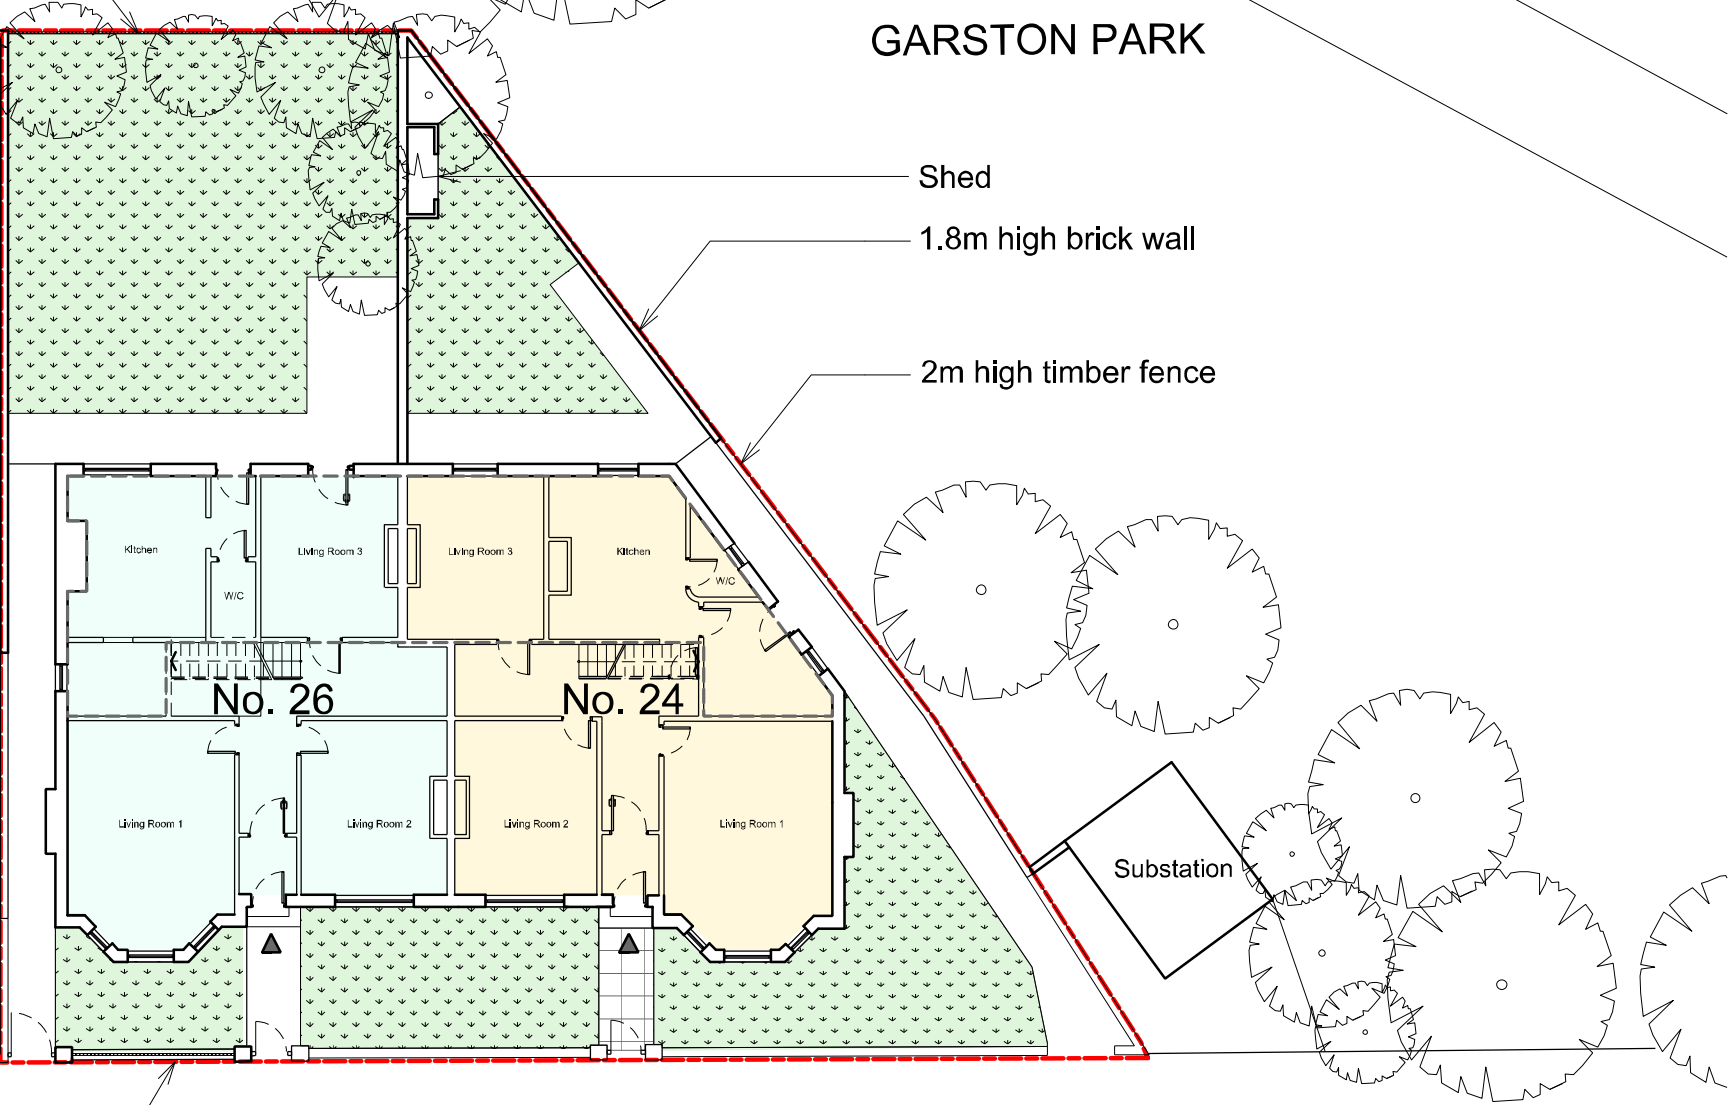 GARSTON PARK
Shed
1.8m high brick wall
2m high timber fence
Kitchen
Living Room 3
Living Room 3
Kitchen
W/C
W/C
No. 26
No. 24
Living Room 1
Living Room 2
Living Room 2
Living Room 1
Substation